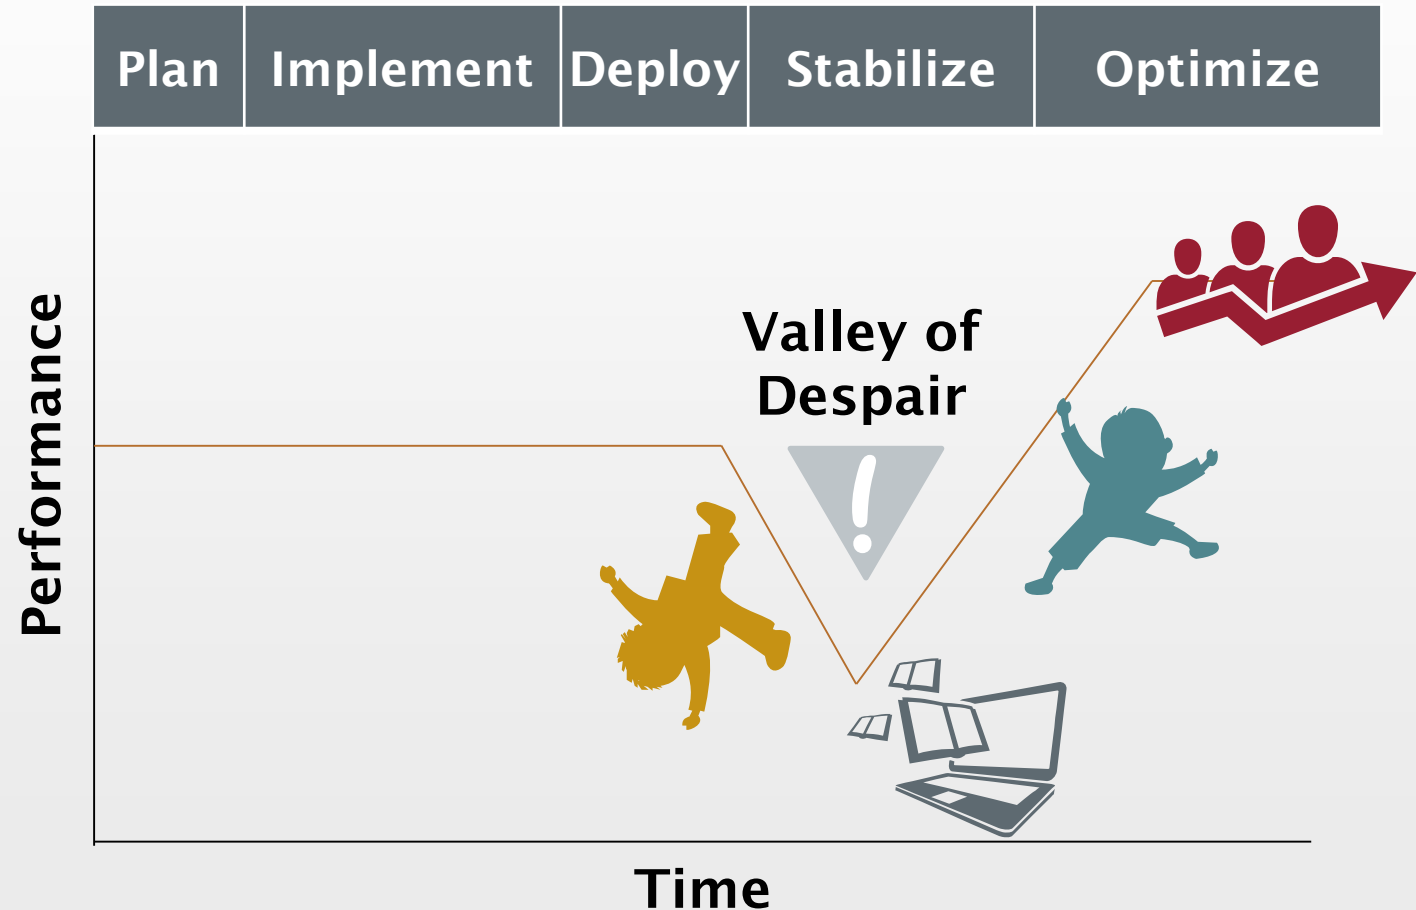 Plan Implement Deploy Stabilize Optimize
Valley of
Despair
!
Performance
Time